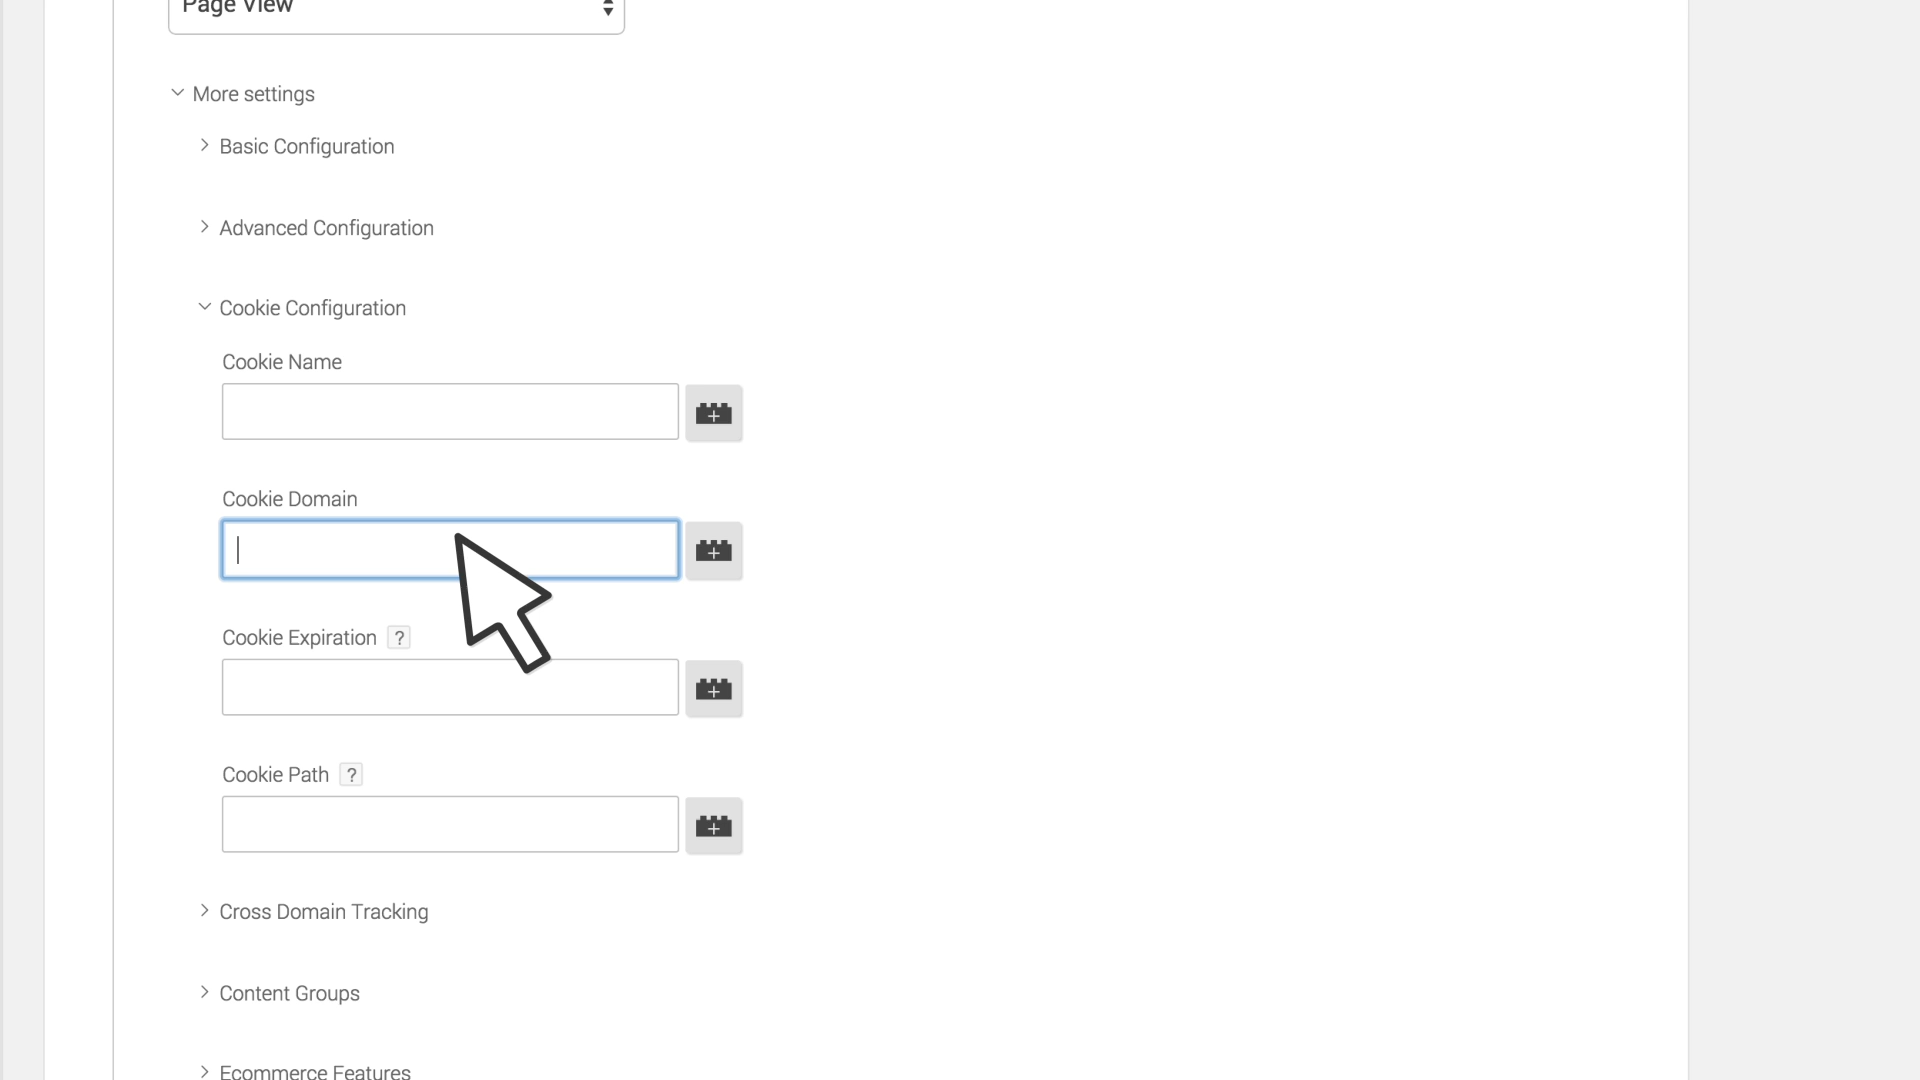 Page View
More settings
Basic Configuration
Advanced Configuration
Cookie Configuration
Cookie Name
Cookie Domain
Cookie Expiration ?
Cookie Path ?
Cross Domain Tracking
Content Groups
Ecommerce Features